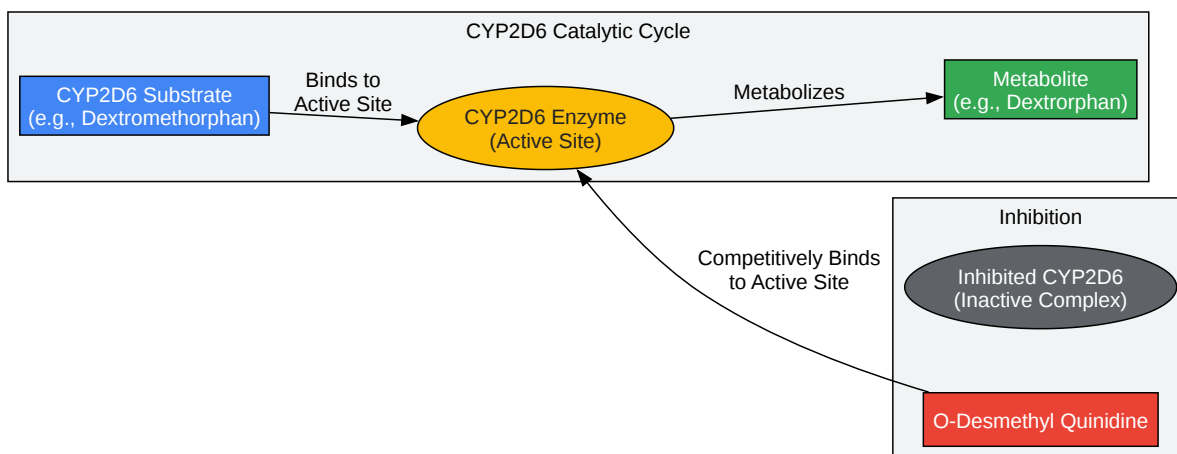 CYP2D6 Catalytic Cycle
CYP2D6 Substrate
(e.g., Dextromethorphan)
Binds to
Active Site
CYP2D6 Enzyme
(Active Site)
Metabolizes
Metabolite
(e.g., Dextrorphan)
Inhibition
Competitively Binds
to Active Site
Inhibited CYP2D6
(Inactive Complex)
O-Desmethyl Quinidine